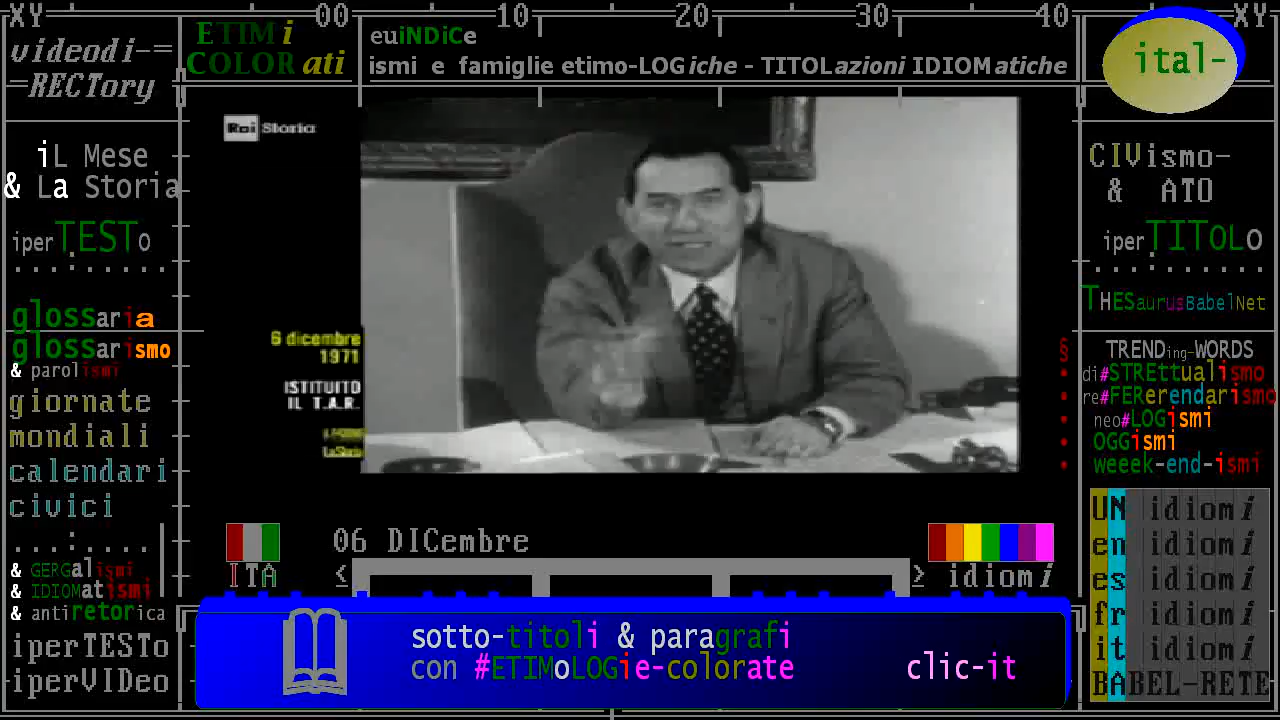 XY 00 10 20 30 40 XY
videodi-=
=RECTory
ETIMi
COLORati
euiNDiCe
ismi e famiglie etimo-LOGiche - TITOLazioni IDIOMatiche
ital-
iL Mese
& La Storia
iperTESTo
...:....
glossaria
glossarismo
& parolismi
giornate
mondiali
calendari
civici
...:....
& GERGalismi
& IDIOMatismi
& antiretorica
iperTESTo
iperVIDeo
Rai Storia
6 dicembre
1971
ISTITUITO
IL T.A.R.
CIVismo-
& ATO
iperTIToLo
...:....
THESaurusBabelNet
§
TRENDing-WORDS
di#STREttualismo
re#FERerendarismo
neo#LOGismi
OGGismi
weeek-end-ismi
UN idiomi
en idiomi
es idiomi
fr idiomi
it idiomi
BABEL-RETE
06 DICembre
ITA < > idiomi
sotto-titoli & paragrafi
con #ETIMoLOGie-colorate clic-it